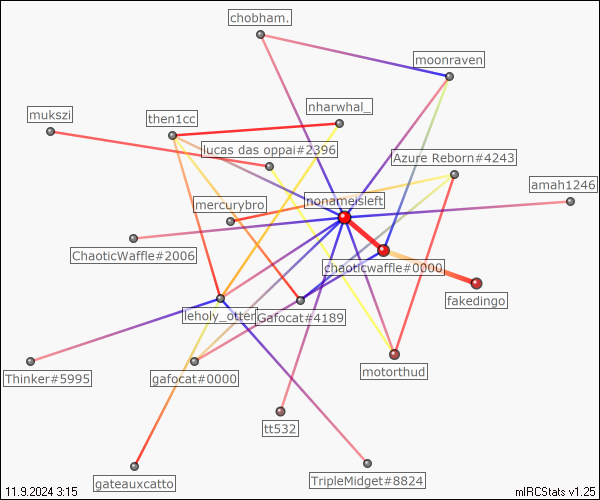 chobham.
moonraven
mukszi
nharwhal_
then1cc
lucas das oppai#2396
Azure Reborn#4243
amah1246
nonameisleft
mercurybro
ChaoticWaffle#2006
chaoticwaffle#0000
fakedingo
leholy_otter
Gafocat#4189
Thinker#5995
gafocat#0000
motorthud
tt532
gateauxcatto
TripleMidget#8824
11.9.2024 3:15
mIRCStats v1.25